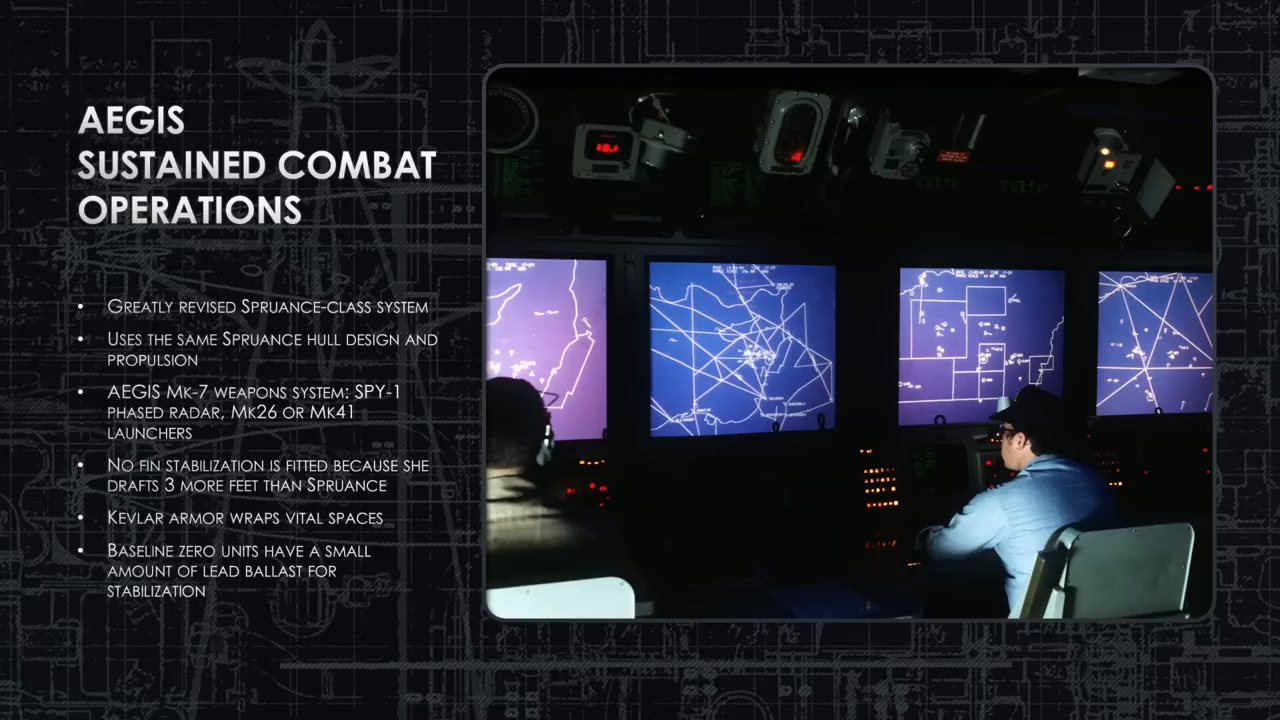 AEGIS
SUSTAINED COMBAT
OPERATIONS
• Greatly revised Spruance-class system
• Uses the same Spruance hull design and
propulsion
• AEGIS Mk-7 weapons system: SPY-1
phased radar, Mk26 or Mk41
launchers
• No fin stabilization is fitted because she
drafts 3 more feet than Spruance
• Kevlar armor wraps vital spaces
• Baseline zero units have a small
amount of lead ballast for
stabilization